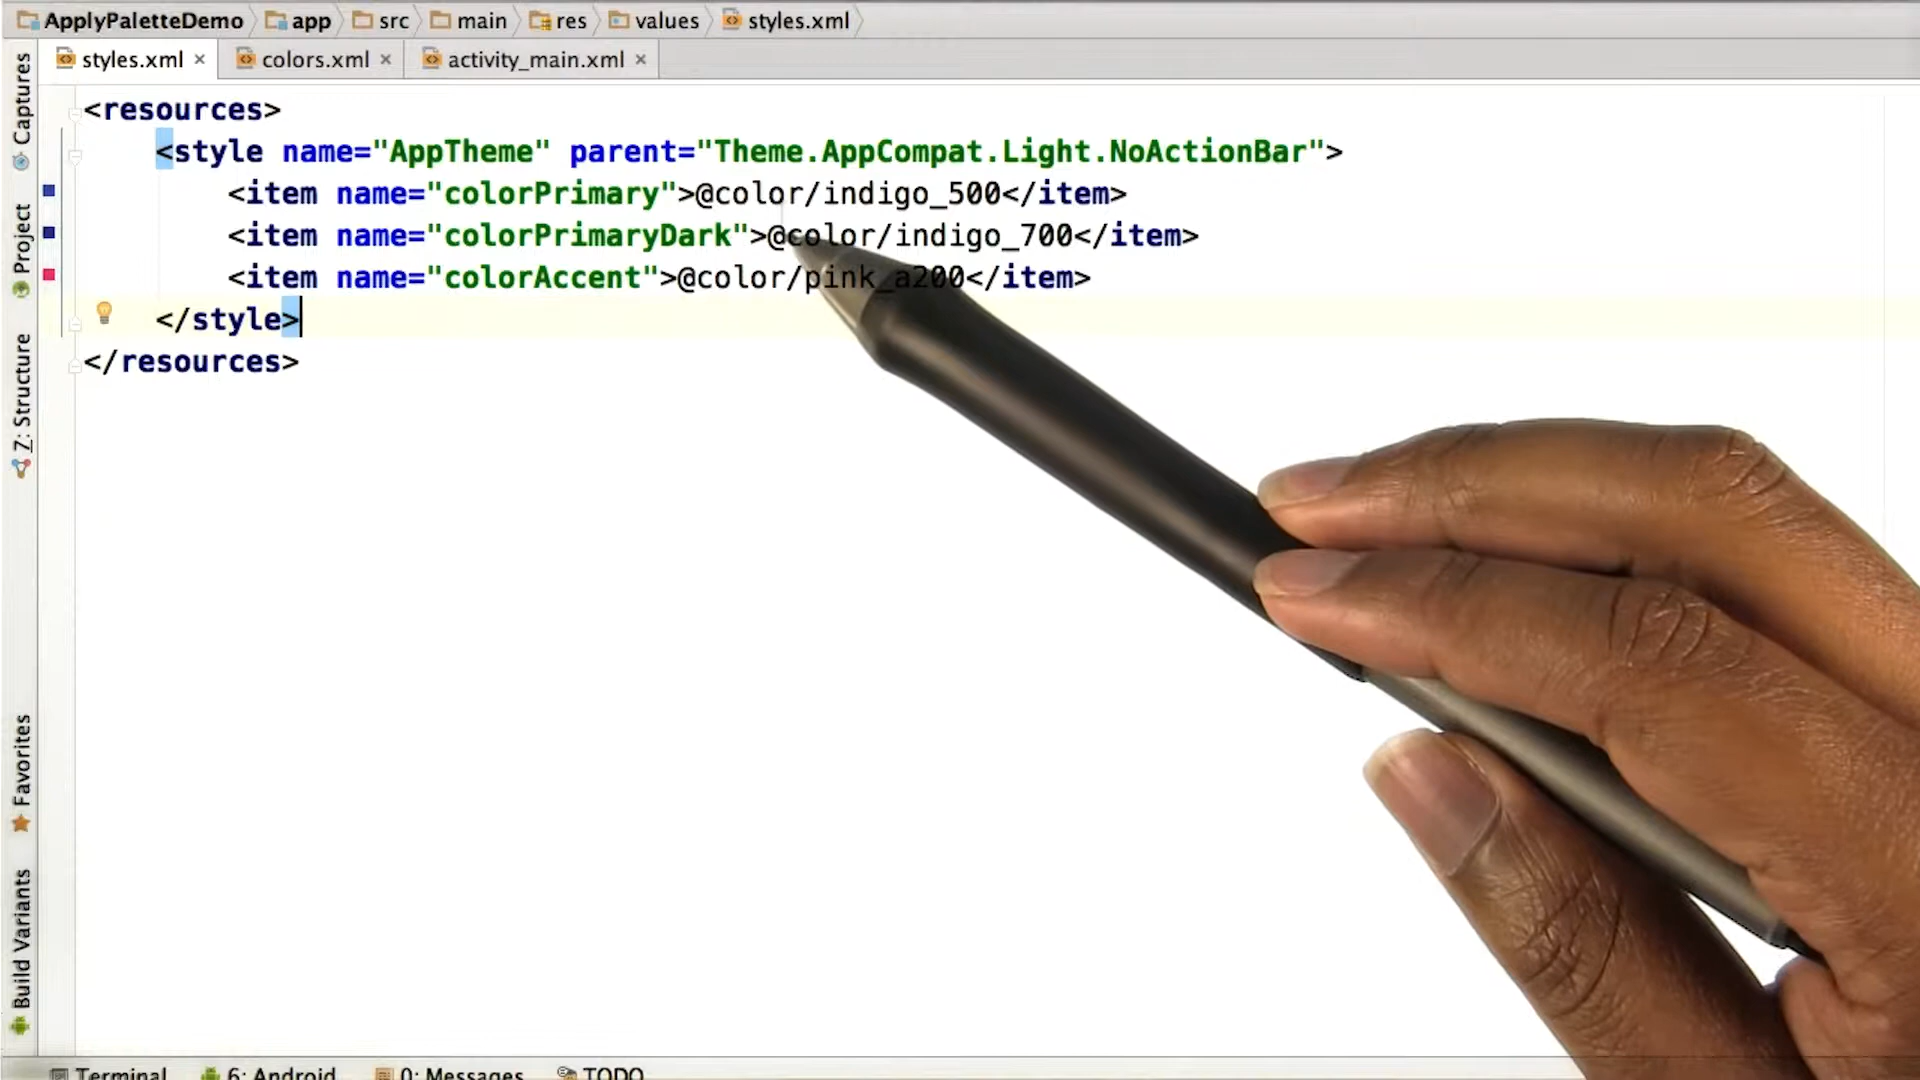 ApplyPaletteDemo app src main res values styles.xml
styles.xml colors.xml activity_main.xml
Captures
Project
Z: Structure
Favorites
Build Variants
<resources>
<style name="AppTheme" parent="Theme.AppCompat.Light.NoActionBar">
<item name="colorPrimary">@color/indigo_500</item>
<item name="colorPrimaryDark">@color/indigo_700</item>
<item name="colorAccent">@color/pink_a200</item>
</style>
</resources>
Terminal 6: Android 0: Messages TODO